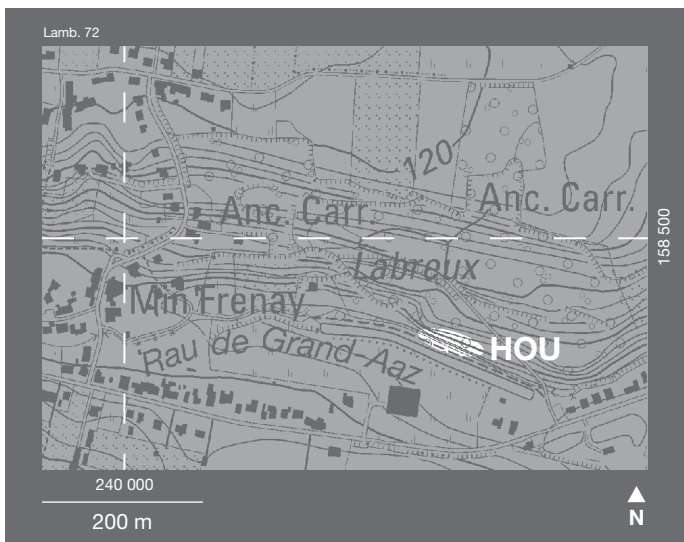 Lamb. 72
120
Anc. Carr.
Anc. Carr.
158 500
Labreux
Min Frenay
HOU
Rau de Grand-Aaz
240 000
200 m
N